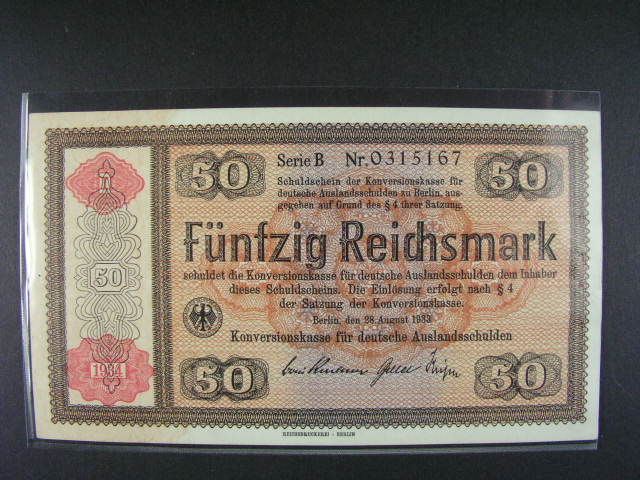 50 Serie B Nr. 0315167 50
Schuldschein der Konversionskasse für
deutsche Auslandsschulden zu Berlin, aus-
gegeben auf Grund des § 4 ihrer Satzung.
Fünfzig Reichsmark
schuldet die Konversionskasse für deutsche Auslandsschulden dem Inhaber
dieses Schuldscheins. Die Einlösung erfolgt nach § 4
der Satzung der Konversionskasse.
Berlin, den 28. August 1933
Konversionskasse für deutsche Auslandsschulden
50
1934
50 50
REICHSDRUCKEREI · BERLIN